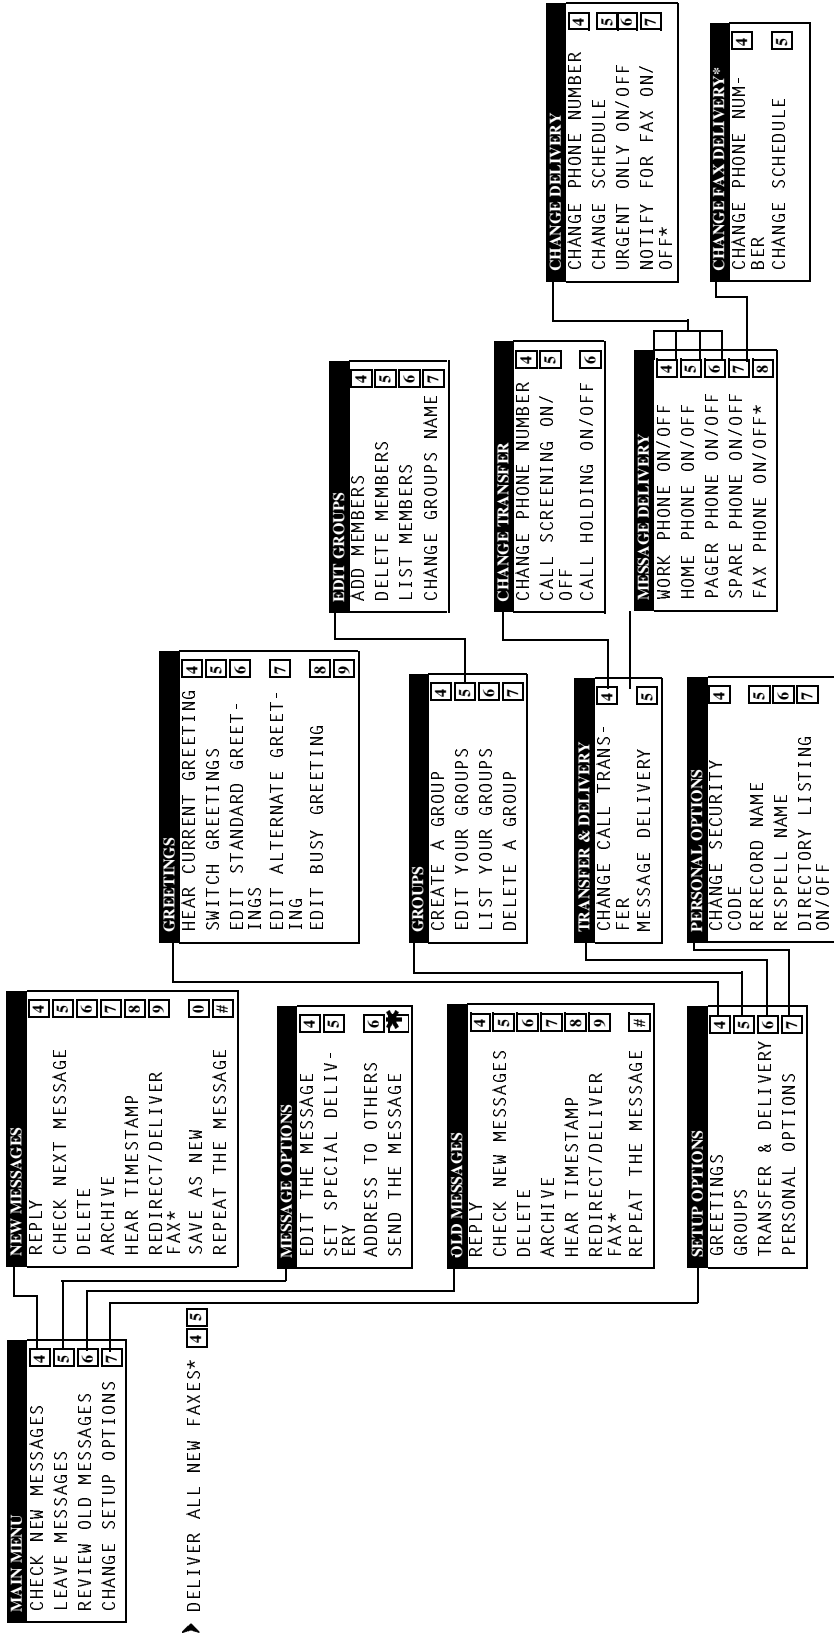 MAIN MENU
CHECK NEW MESSAGES 4
LEAVE MESSAGES 5
REVIEW OLD MESSAGES 6
CHANGE SETUP OPTIONS 7
DELIVER ALL NEW FAXES* 4 5
NEW MESSAGES
REPLY 4
CHECK NEXT MESSAGE 5
DELETE 6
ARCHIVE 7
HEAR TIMESTAMP 8
REDIRECT/DELIVER 9
FAX*
SAVE AS NEW 0
REPEAT THE MESSAGE #
MESSAGE OPTIONS
EDIT THE MESSAGE 4
SET SPECIAL DELIV- 5
ERY
ADDRESS TO OTHERS 6
SEND THE MESSAGE *
OLD MESSAGES
REPLY 4
CHECK NEW MESSAGES 5
DELETE 6
ARCHIVE 7
HEAR TIMESTAMP 8
REDIRECT/DELIVER 9
FAX*
REPEAT THE MESSAGE #
SETUP OPTIONS
GREETINGS 4
GROUPS 5
TRANSFER & DELIVERY 6
PERSONAL OPTIONS 7
GREETINGS
HEAR CURRENT GREETING 4
SWITCH GREETINGS 5
EDIT STANDARD GREET- 6
INGS
EDIT ALTERNATE GREET- 7
ING
EDIT BUSY GREETING 8
9
GROUPS
CREATE A GROUP 4
EDIT YOUR GROUPS 5
LIST YOUR GROUPS 6
DELETE A GROUP 7
TRANSFER & DELIVERY
CHANGE CALL TRANS- 4
FER
MESSAGE DELIVERY 5
PERSONAL OPTIONS
CHANGE SECURITY 4
CODE
RERECORD NAME 5
RESPELL NAME 6
DIRECTORY LISTING 7
ON/OFF
EDIT GROUPS
ADD MEMBERS 4
DELETE MEMBERS 5
LIST MEMBERS 6
CHANGE GROUPS NAME 7
CHANGE TRANSFER
CHANGE PHONE NUMBER 4
CALL SCREENING ON/ 5
OFF
CALL HOLDING ON/OFF 6
MESSAGE DELIVERY
WORK PHONE ON/OFF 4
HOME PHONE ON/OFF 5
PAGER PHONE ON/OFF 6
SPARE PHONE ON/OFF 7
FAX PHONE ON/OFF* 8
CHANGE DELIVERY
CHANGE PHONE NUMBER 4
CHANGE SCHEDULE 5
URGENT ONLY ON/OFF 6
NOTIFY FOR FAX ON/ 7
OFF*
CHANGE FAX DELIVERY*
CHANGE PHONE NUM- 4
BER
CHANGE SCHEDULE 5